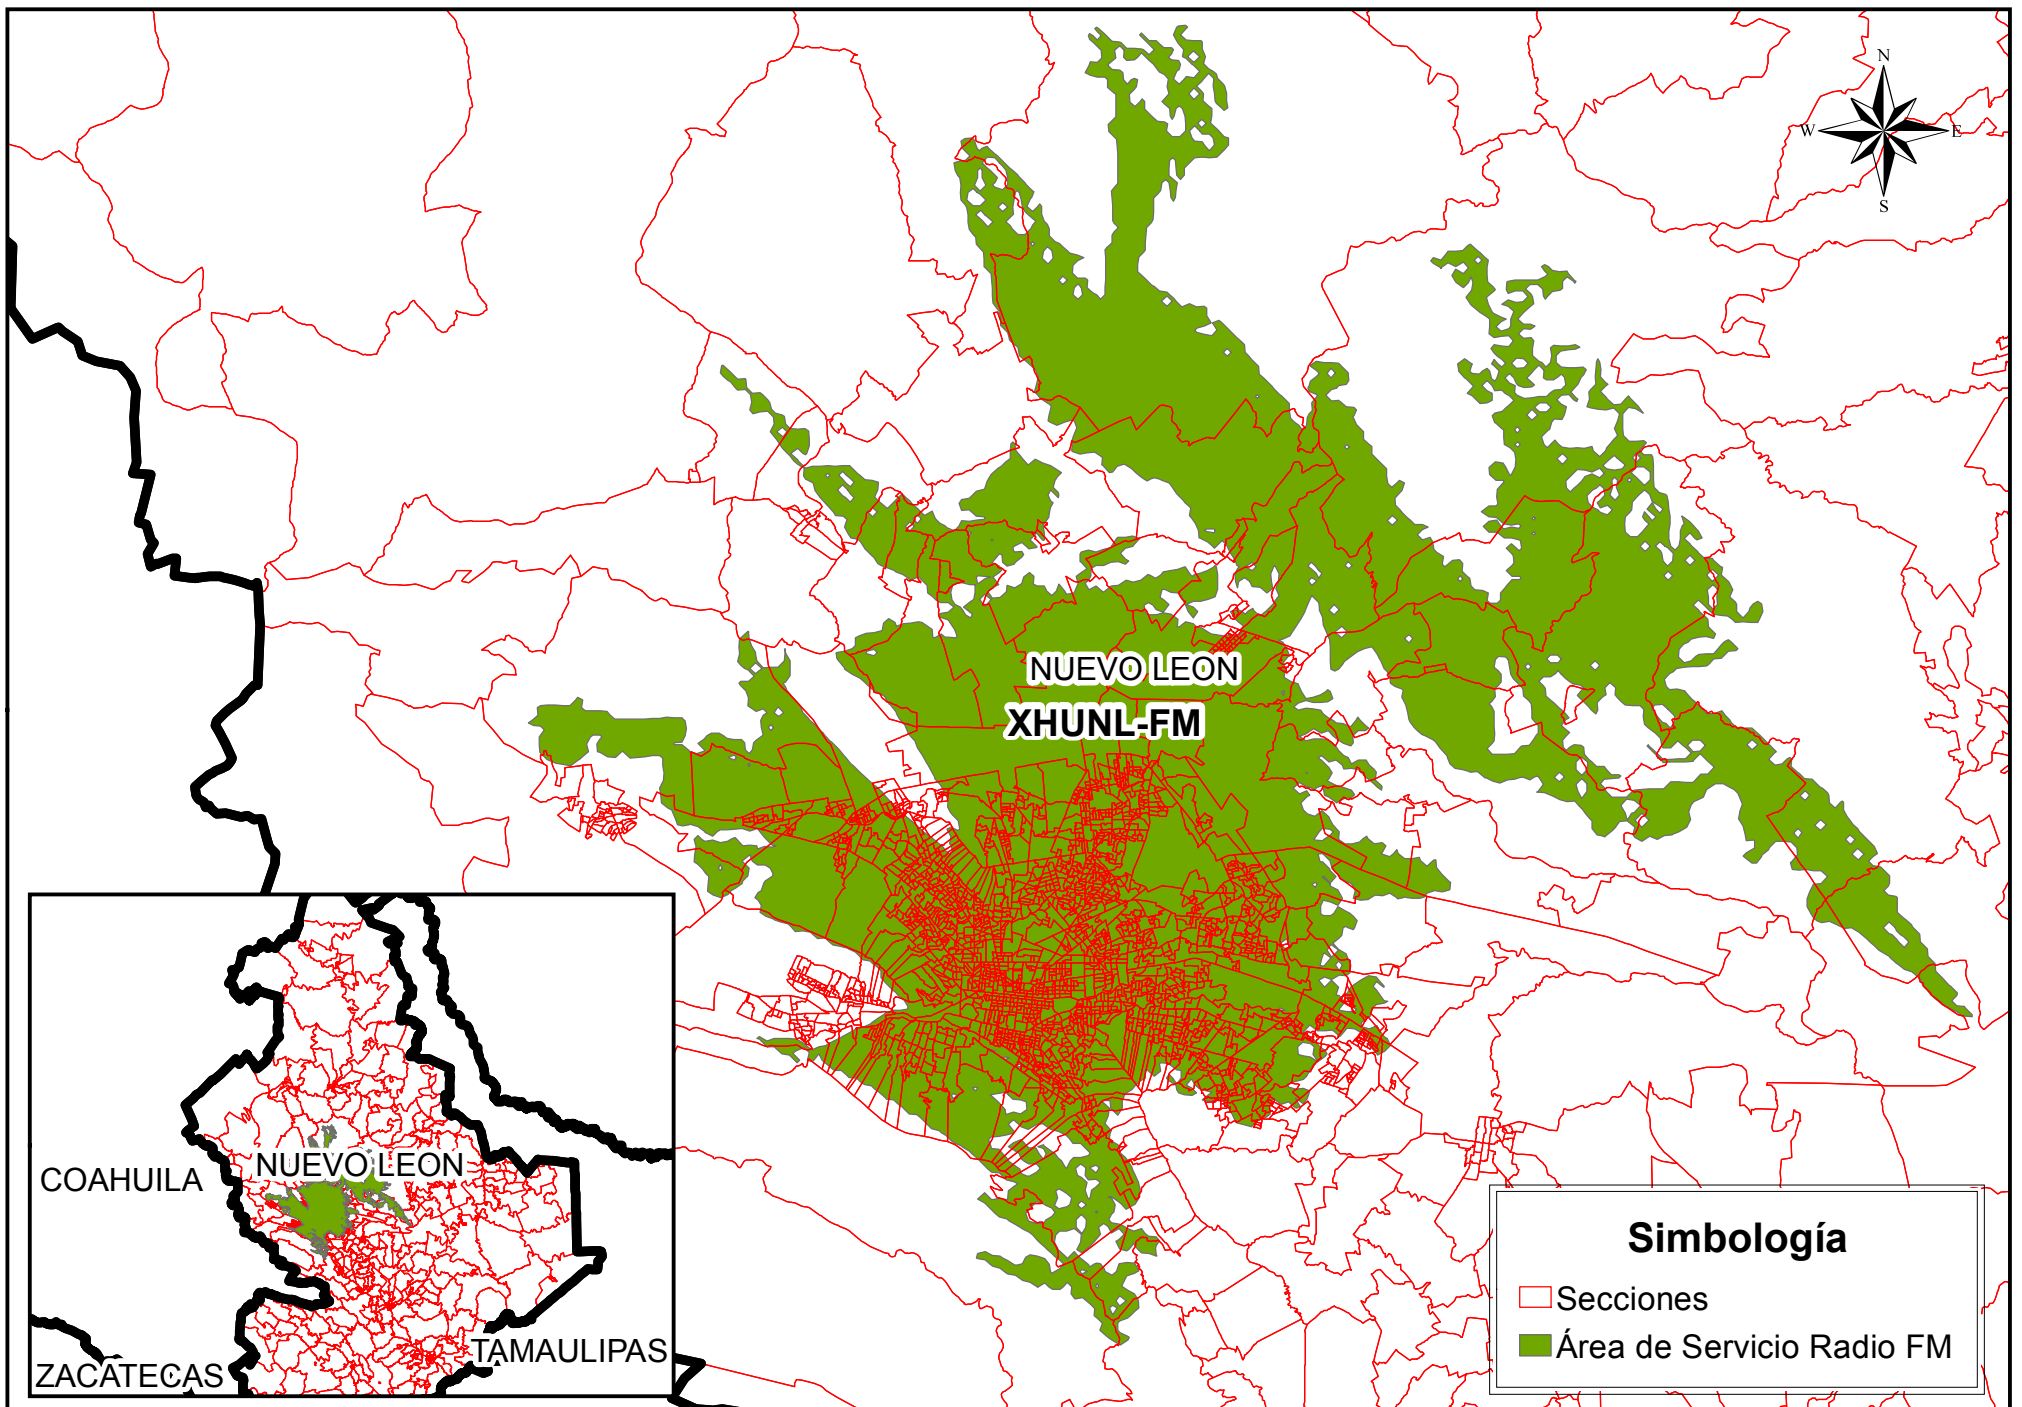 N
W E
S
NUEVO LEON
XHUNL-FM
COAHUILA
NUEVO LEON
ZACATECAS
TAMAULIPAS
Simbología
Secciones
Área de Servicio Radio FM